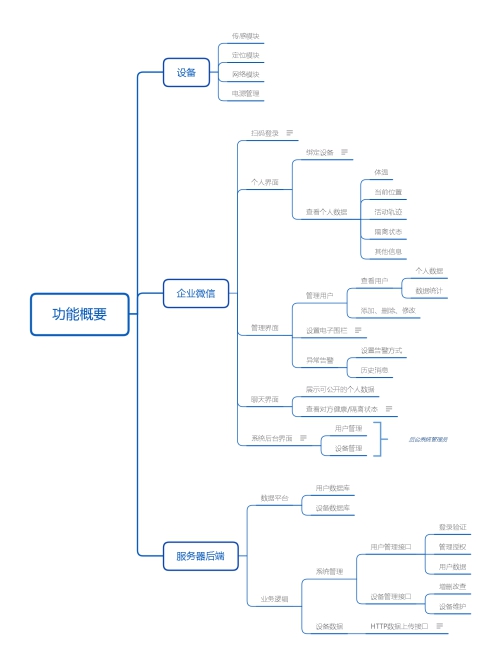 功能概要
设备
传感模块
定位模块
网络模块
电源管理
企业微信
扫码登录
个人界面
绑定设备
查看个人数据
体温
当前位置
活动轨迹
隔离状态
其他信息
管理界面
管理用户
查看用户
个人数据
数据统计
添加、删除、修改
设置电子围栏
异常告警
设置告警方式
历史消息
聊天界面
展示可公开的个人数据
查看对方健康/隔离状态
系统后台界面
用户管理
设备管理
服务器后端
数据平台
用户数据库
设备数据库
业务逻辑
系统管理
用户管理接口
登录验证
管理授权
用户数据
设备管理接口
增删改查
设备维护
设备数据
HTTP数据上传接口